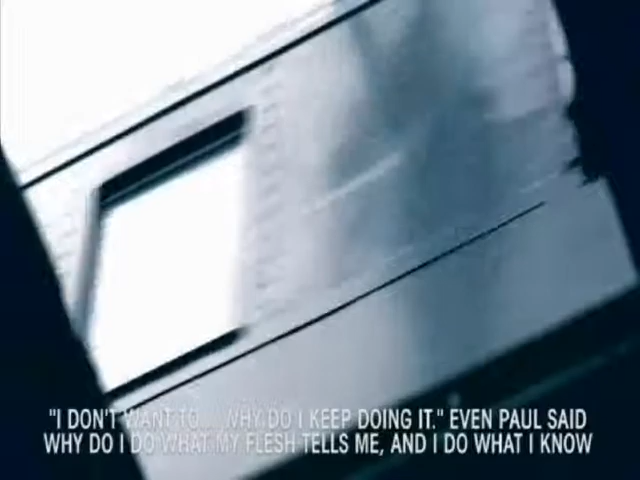 "I DON'T WANT TO... WHY DO I KEEP DOING IT." EVEN PAUL SAID
WHY DO I DO WHAT MY FLESH TELLS ME, AND I DO WHAT I KNOW